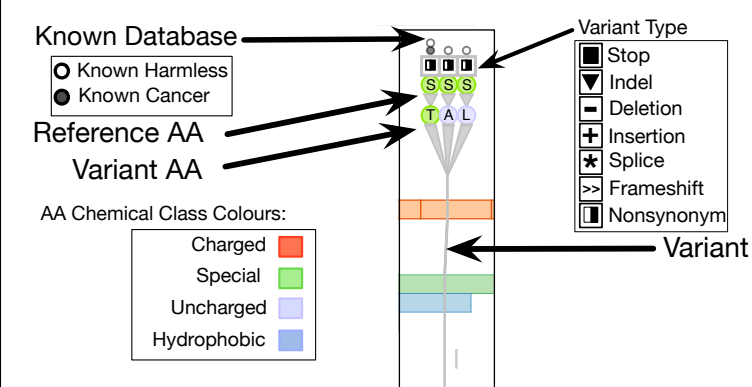 Known Database
Known Harmless
Known Cancer
Reference AA
Variant AA
AA Chemical Class Colours:
Charged
Special
Uncharged
Hydrophobic
S S S
T A L
Variant Type
Stop
Indel
Deletion
Insertion
Splice
>> Frameshift
Nonsynonym
Variant